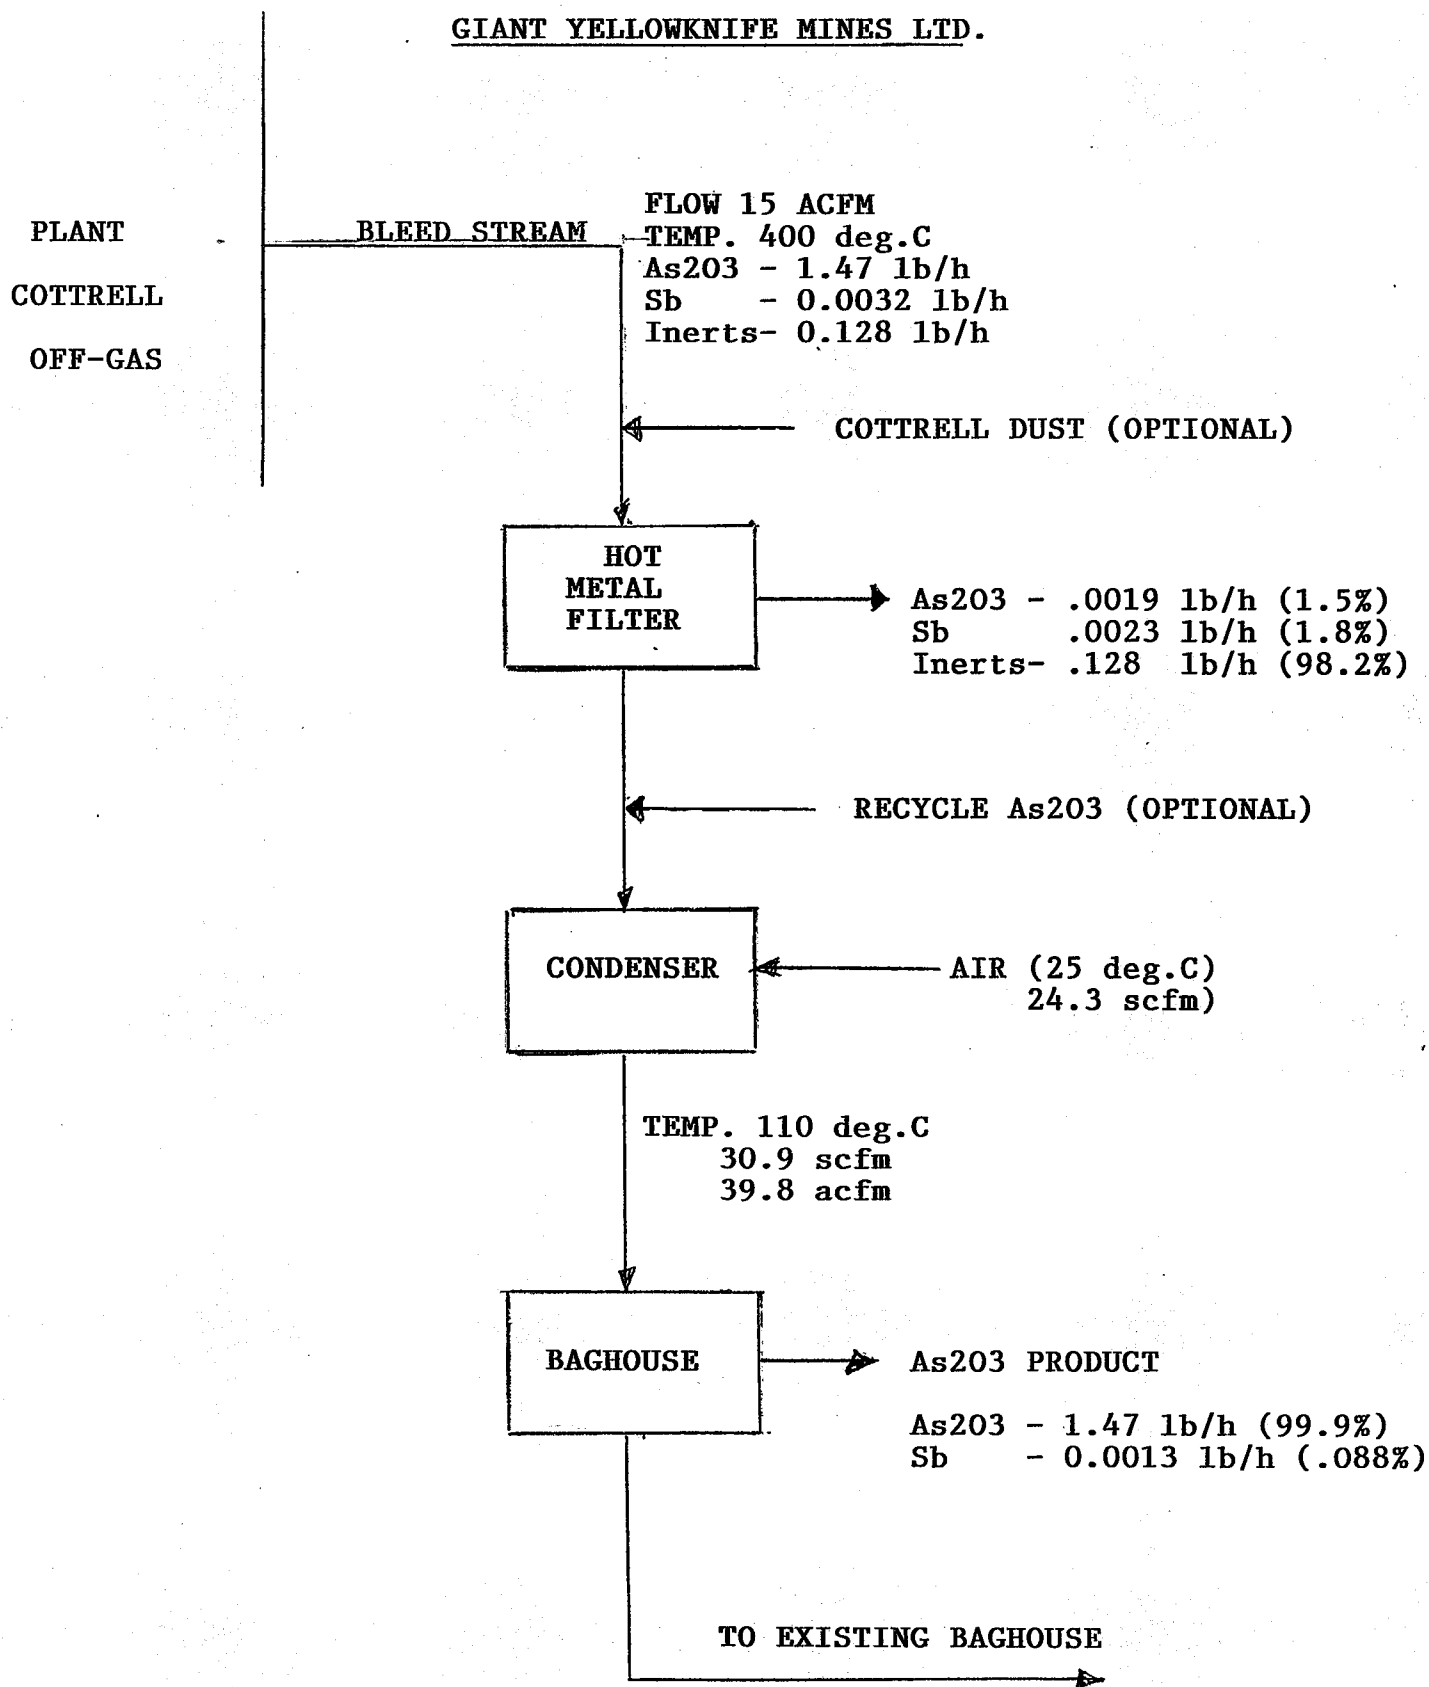 GIANT YELLOWKNIFE MINES LTD.
PLANT
COTTRELL
OFF-GAS
BLEED STREAM
FLOW 15 ACFM
TEMP. 400 deg.C
As2O3 - 1.47 lb/h
Sb - 0.0032 lb/h
Inerts- 0.128 lb/h
COTTRELL DUST (OPTIONAL)
HOT
METAL
FILTER
As2O3 - .0019 lb/h (1.5%)
Sb .0023 lb/h (1.8%)
Inerts- .128 lb/h (98.2%)
RECYCLE As2O3 (OPTIONAL)
CONDENSER
AIR (25 deg.C)
24.3 scfm)
TEMP. 110 deg.C
30.9 scfm
39.8 acfm
BAGHOUSE
As2O3 PRODUCT
As2O3 - 1.47 lb/h (99.9%)
Sb - 0.0013 lb/h (.088%)
TO EXISTING BAGHOUSE